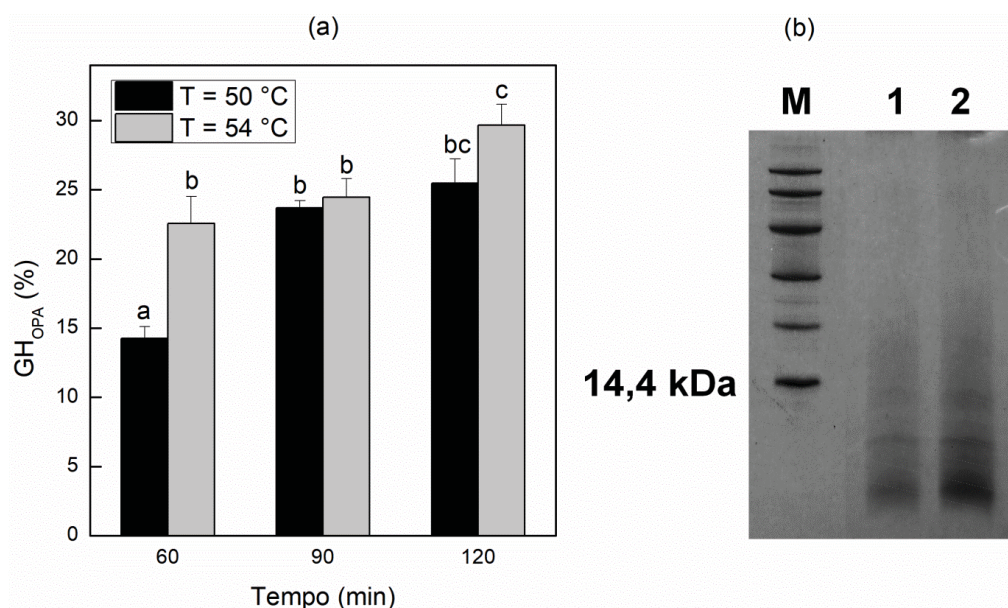 (a)
(b)
T = 50 °C
T = 54 °C
GH_OPA (%)
30
25
20
15
10
5
0
a
b
b
b
bc
c
60
90
120
Tempo (min)
M
1
2
14,4 kDa